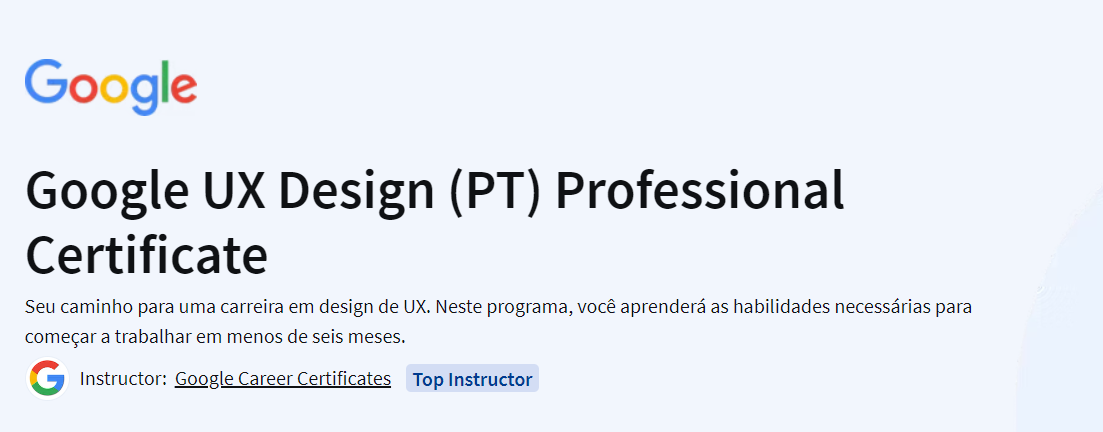 Google
Google UX Design (PT) Professional
Certificate
Seu caminho para uma carreira em design de UX. Neste programa, você aprenderá as habilidades necessárias para
começar a trabalhar em menos de seis meses.
G Instructor: Google Career Certificates Top Instructor